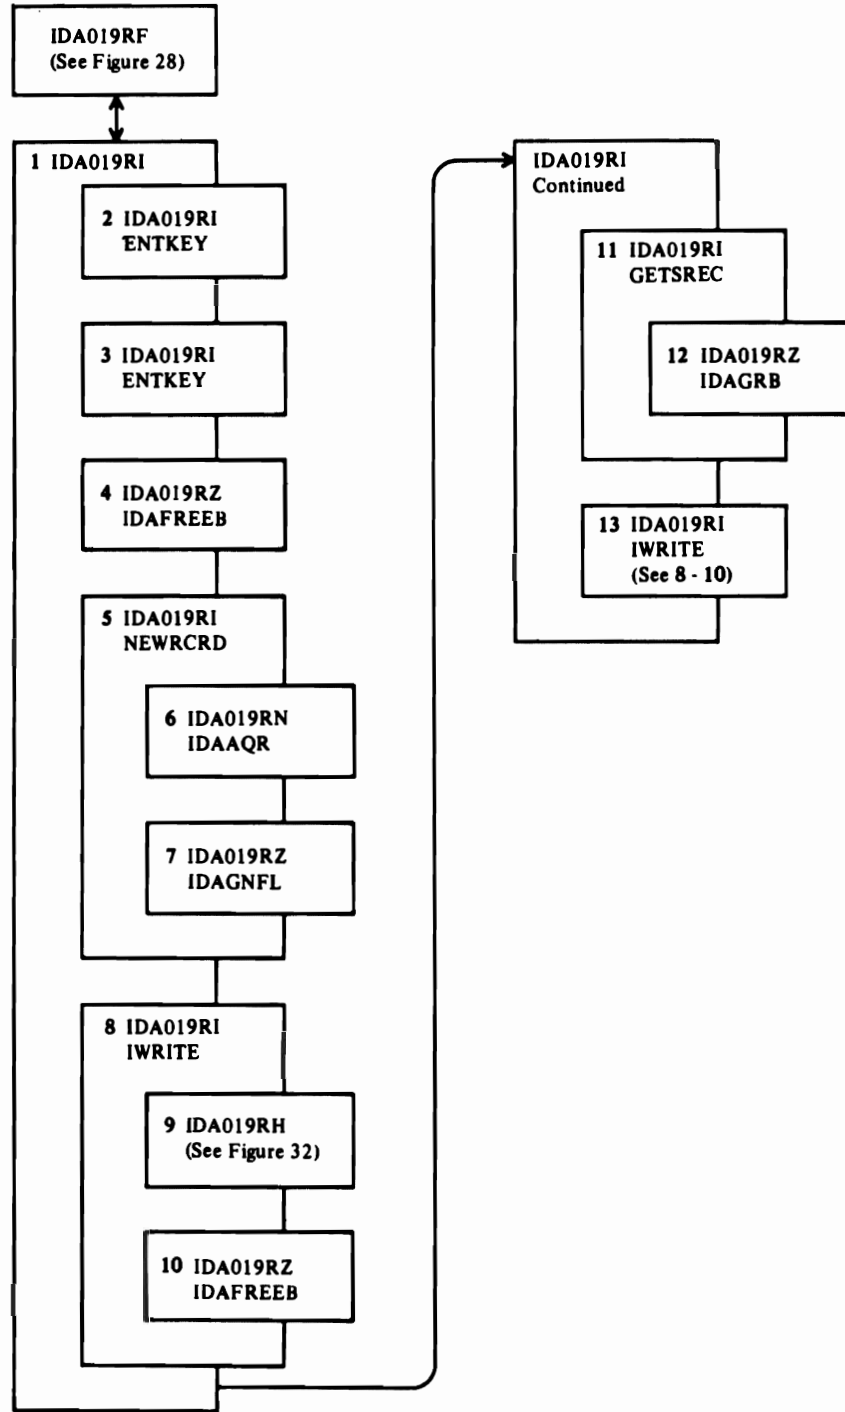 IDA019RF
(See Figure 28)
1 IDA019RI
2 IDA019RI
ENTKEY
3 IDA019RI
ENTKEY
4 IDA019RZ
IDAFREEB
5 IDA019RI
NEWRCRD
6 IDA019RN
IDAAQR
7 IDA019RZ
IDAGNFL
8 IDA019RI
IWRITE
9 IDA019RH
(See Figure 32)
10 IDA019RZ
IDAFREEB
IDA019RI
Continued
11 IDA019RI
GETSREC
12 IDA019RZ
IDAGRB
13 IDA019RI
IWRITE
(See 8 - 10)